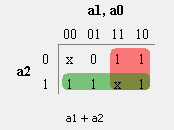 a1, a0
00 01 11 10
0 x 0 1 1
a2
1 1 1 x 1
a1 + a2